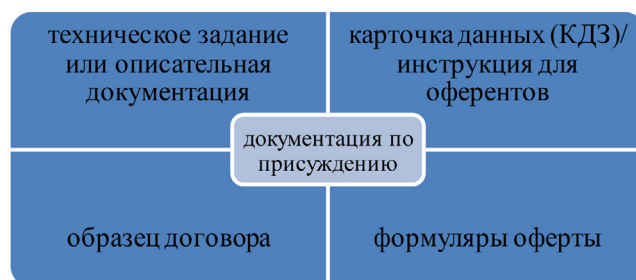 техническое задание
или описательная
документация
карточка данных (КДЗ)/
инструкция для
оферентов
документация по
присуждению
образец договора
формуляры оферты